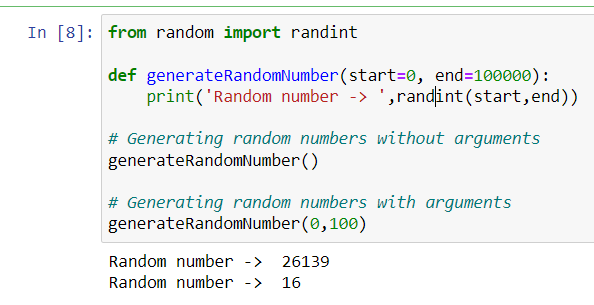 In [8]: from random import randint
def generateRandomNumber(start=0, end=100000):
    print('Random number -> ',randint(start,end))
# Generating random numbers without arguments
generateRandomNumber()
# Generating random numbers with arguments
generateRandomNumber(0,100)
Random number ->  26139
Random number ->  16